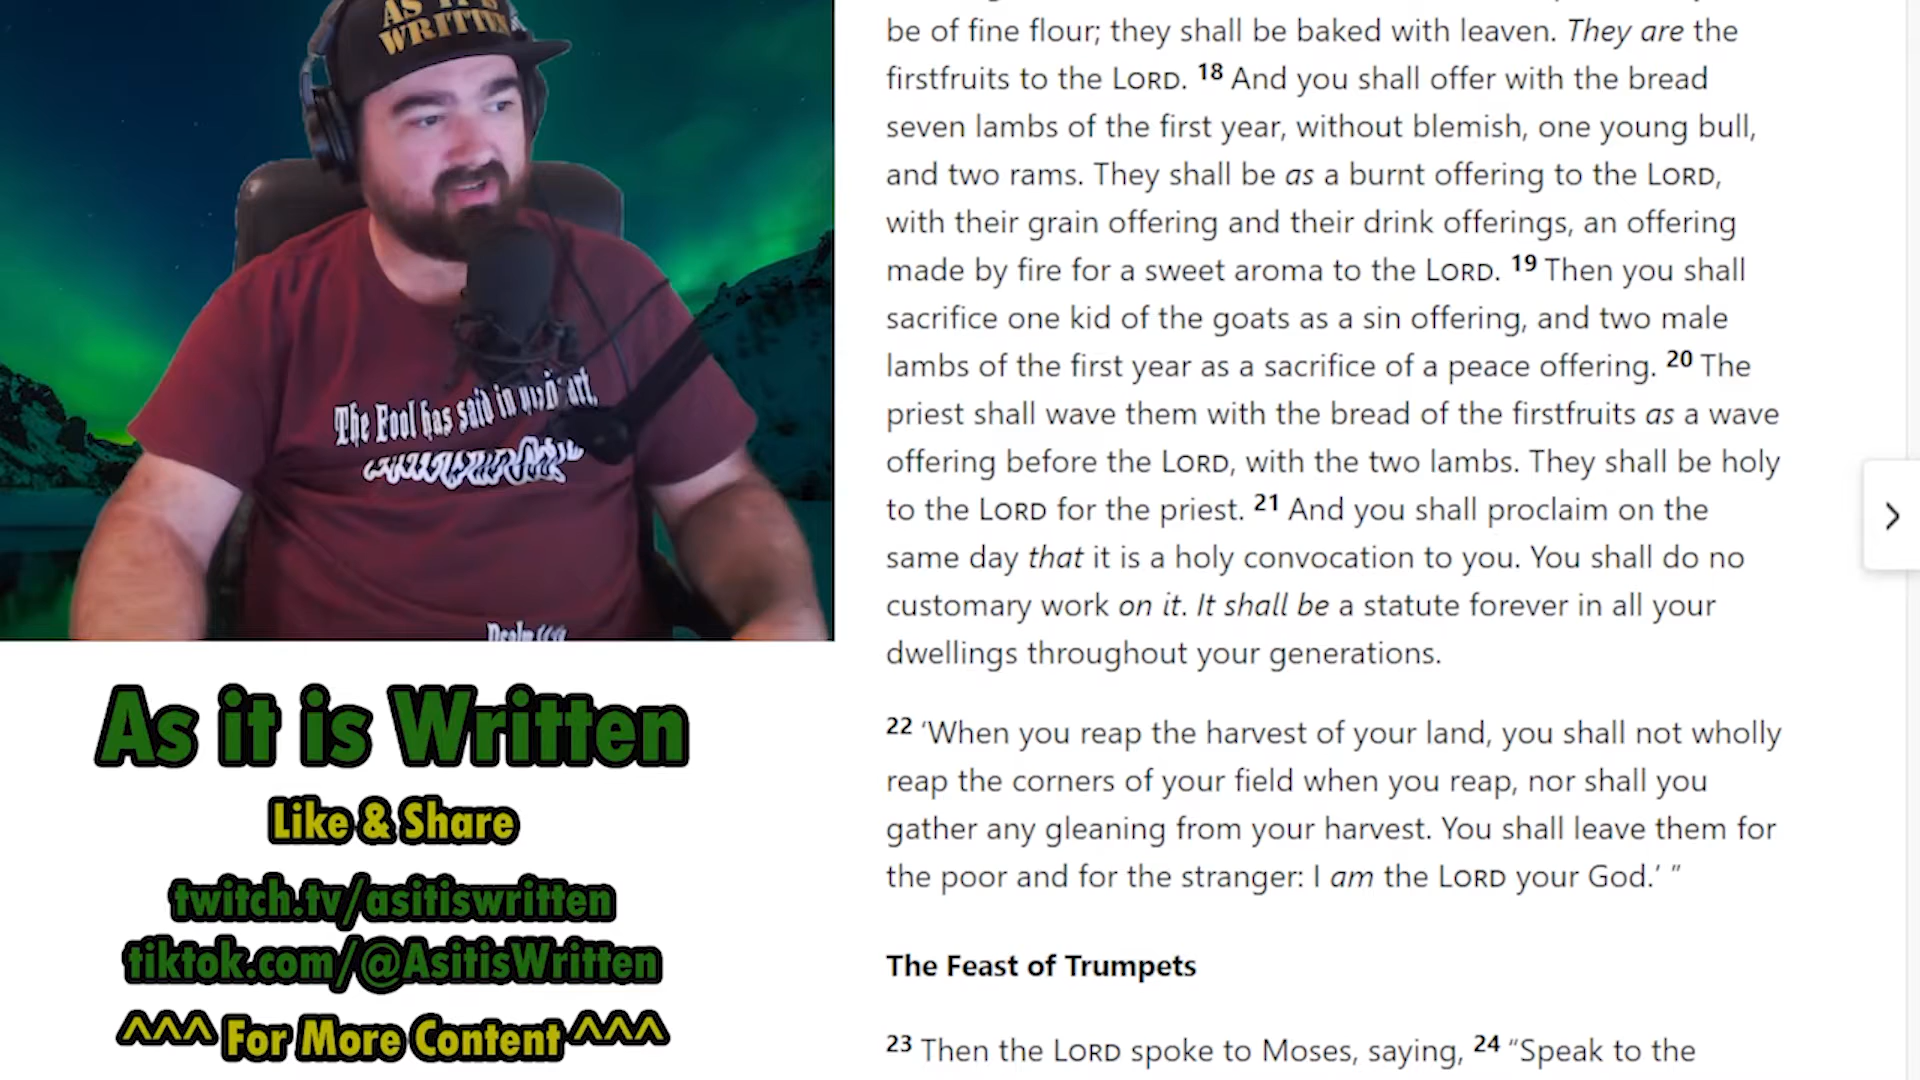 AS IT IS
WRITTEN
The Fool has said in
As it is Written
Like & Share
twitch.tv/asitiswritten
tiktok.com/@AsitisWritten
^^^ For More Content ^^^
be of fine flour; they shall be baked with leaven. They are the
firstfruits to the LORD. 18 And you shall offer with the bread
seven lambs of the first year, without blemish, one young bull,
and two rams. They shall be as a burnt offering to the LORD,
with their grain offering and their drink offerings, an offering
made by fire for a sweet aroma to the LORD. 19 Then you shall
sacrifice one kid of the goats as a sin offering, and two male
lambs of the first year as a sacrifice of a peace offering. 20 The
priest shall wave them with the bread of the firstfruits as a wave
offering before the LORD, with the two lambs. They shall be holy
to the LORD for the priest. 21 And you shall proclaim on the
same day that it is a holy convocation to you. You shall do no
customary work on it. It shall be a statute forever in all your
dwellings throughout your generations.
22 ‘When you reap the harvest of your land, you shall not wholly
reap the corners of your field when you reap, nor shall you
gather any gleaning from your harvest. You shall leave them for
the poor and for the stranger: I am the LORD your God.’ ”
The Feast of Trumpets
23 Then the LORD spoke to Moses, saying, 24 “Speak to the